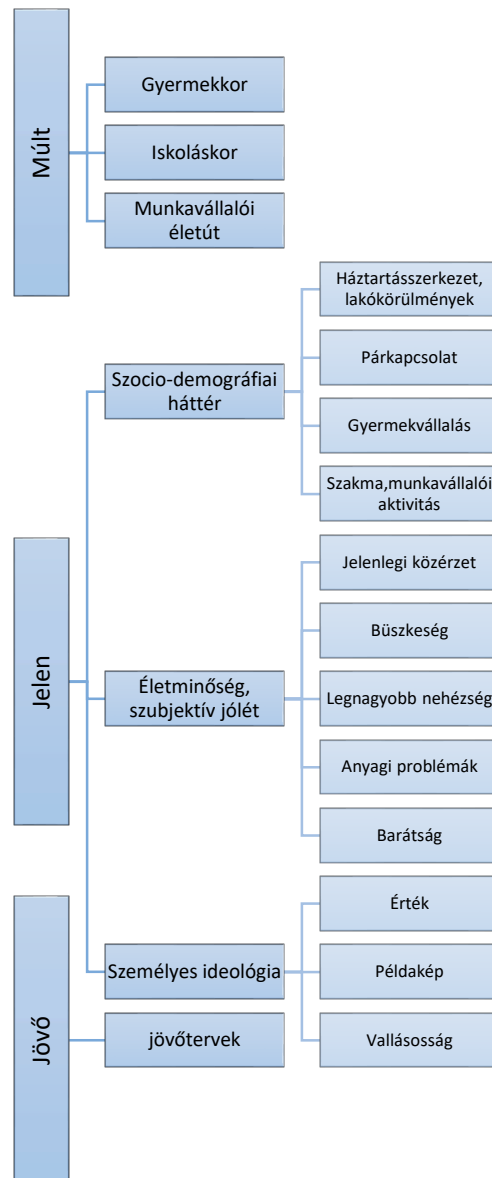 Múlt
Gyermekkor
Iskoláskor
Munkavállalói
életút
Jelen
Szocio-demográfiai
háttér
Háztartásszerkezet,
lakókörülmények
Párkapcsolat
Gyermekvállalás
Szakma,munkavállalói
aktivitás
Életminőség,
szubjektív jólét
Jelenlegi közérzet
Büszkeség
Legnagyobb nehézség
Anyagi problémák
Barátság
Személyes ideológia
Érték
Példakép
Vallásosság
Jövő
jövőtervek